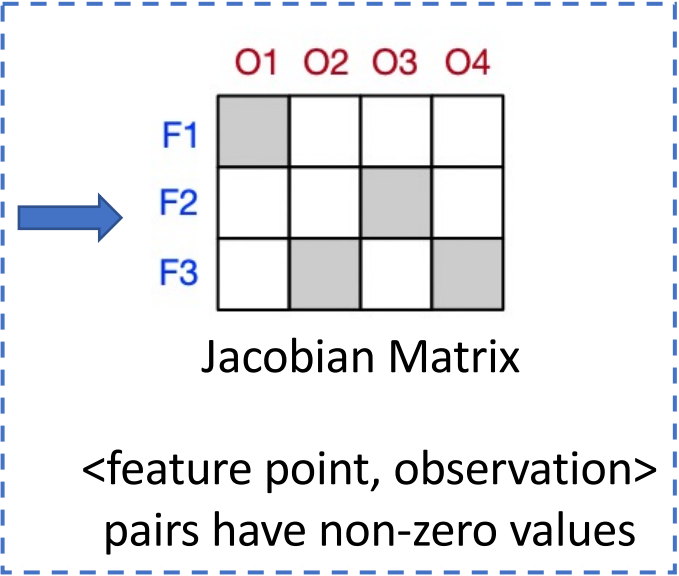 O1 O2 O3 O4
F1
F2
F3
Jacobian Matrix
<feature point, observation>
pairs have non-zero values